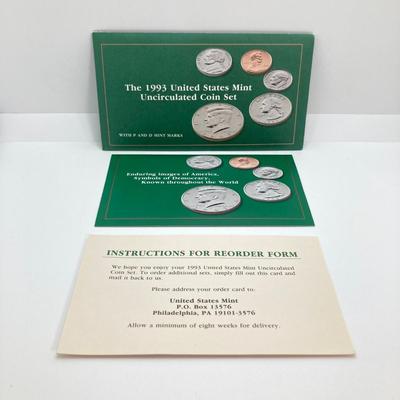 The 1993 United States Mint
Uncirculated Coin Set
WITH P AND D MINT MARKS
Enduring images of America,
Symbols of Democracy;
Known throughout the World
INSTRUCTIONS FOR REORDER FORM
We hope you enjoy your 1993 United States Mint Uncirculated
Coin Set. To order additional sets, simply fill out this card and
mail it back to us.
Please address your order card to:
United States Mint
P.O. Box 13576
Philadelphia, PA 19101-3576
Allow a minimum of eight weeks for delivery.